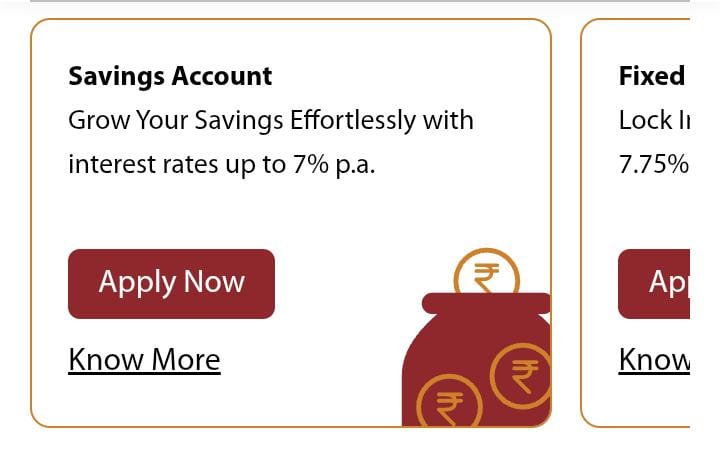 Savings Account
Grow Your Savings Effortlessly with
interest rates up to 7% p.a.
Apply Now
Know More
₹
₹
₹
Fixed
Lock
7.75%
Know